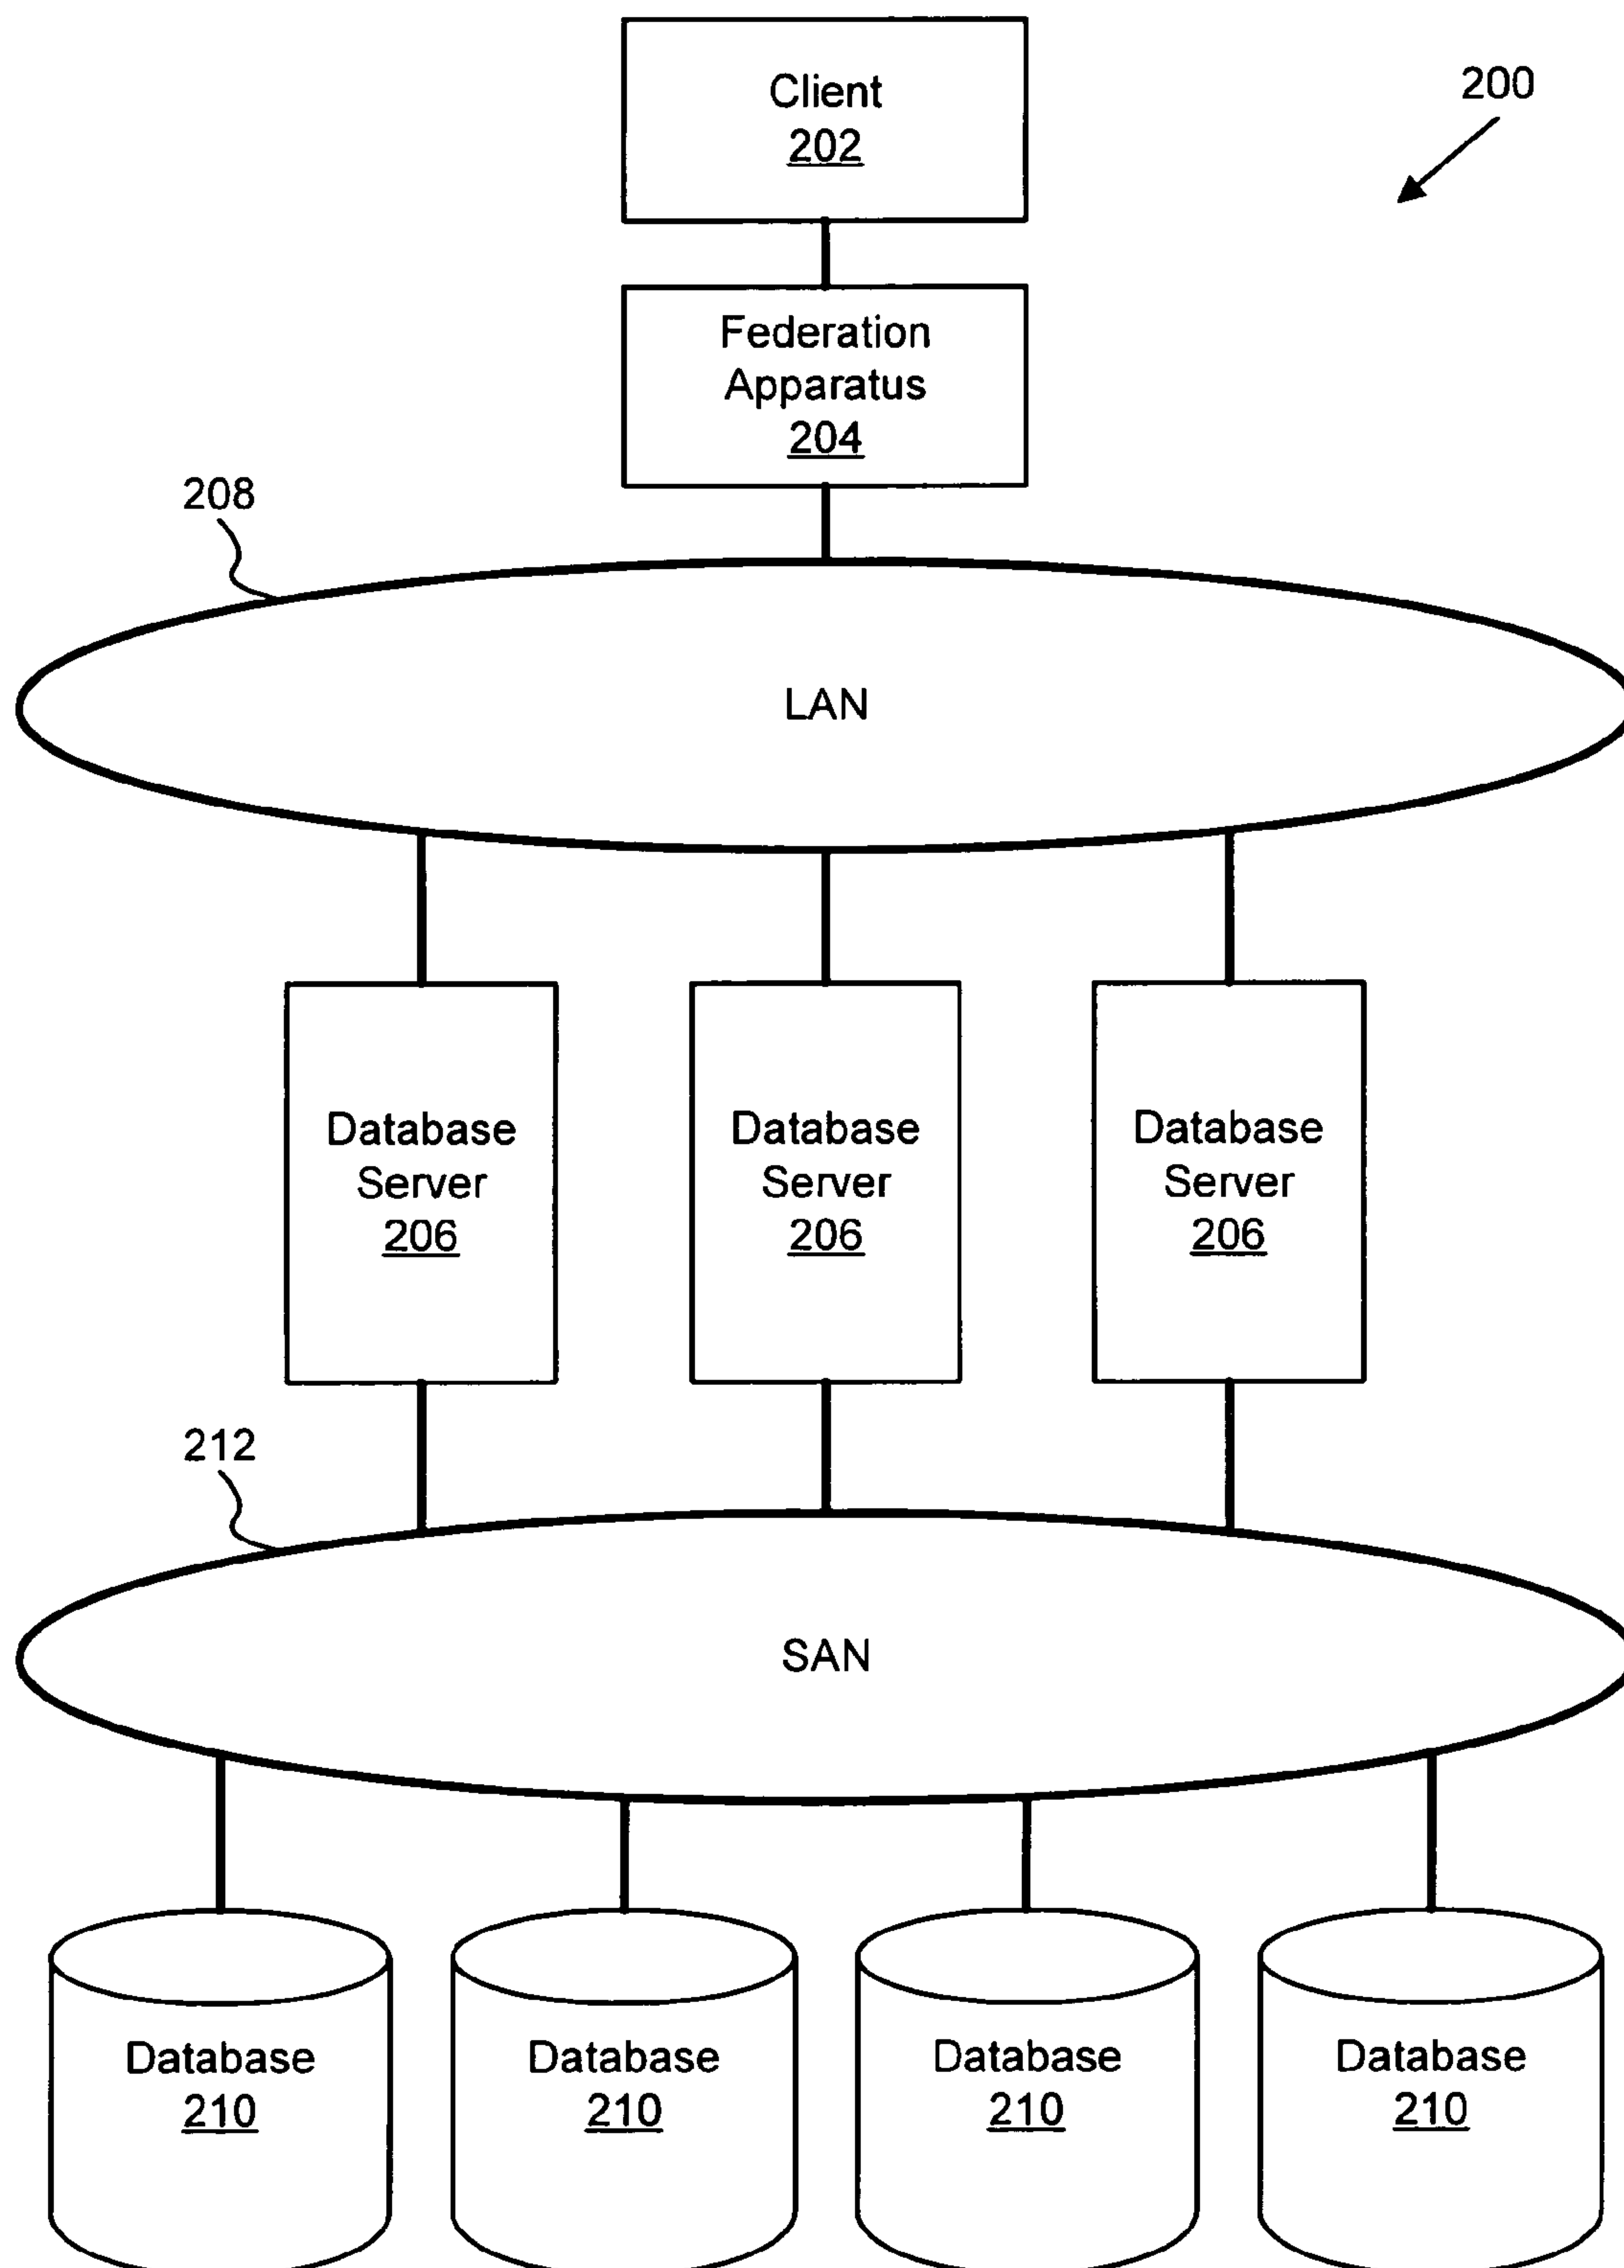 Client
202
200
Federation
Apparatus
204
208
LAN
Database
Server
206
Database
Server
206
Database
Server
206
212
SAN
Database
210
Database
210
Database
210
Database
210